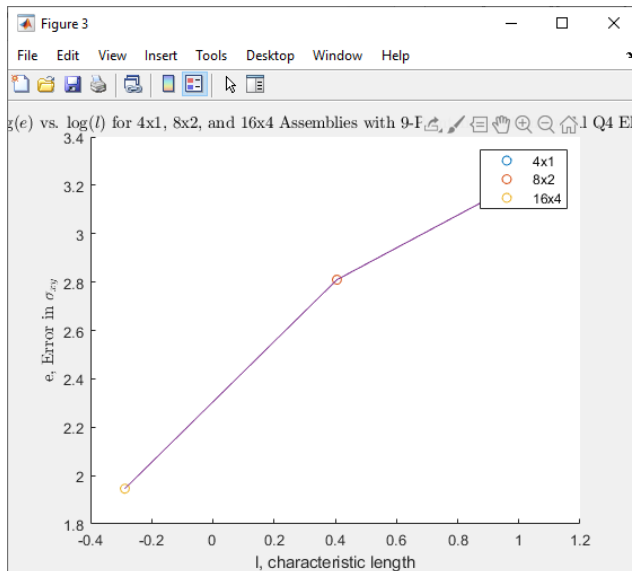 Figure 3
File Edit View Insert Tools Desktop Window Help
(e) vs. log(l) for 4x1, 8x2, and 16x4 Assemblies with Q4
3.4
3.2
3
2.8
2.6
2.4
2.2
2
1.8
e, Error in σxy
4x1
8x2
16x4
-0.4 -0.2 0 0.2 0.4 0.6 0.8 1 1.2
l, characteristic length